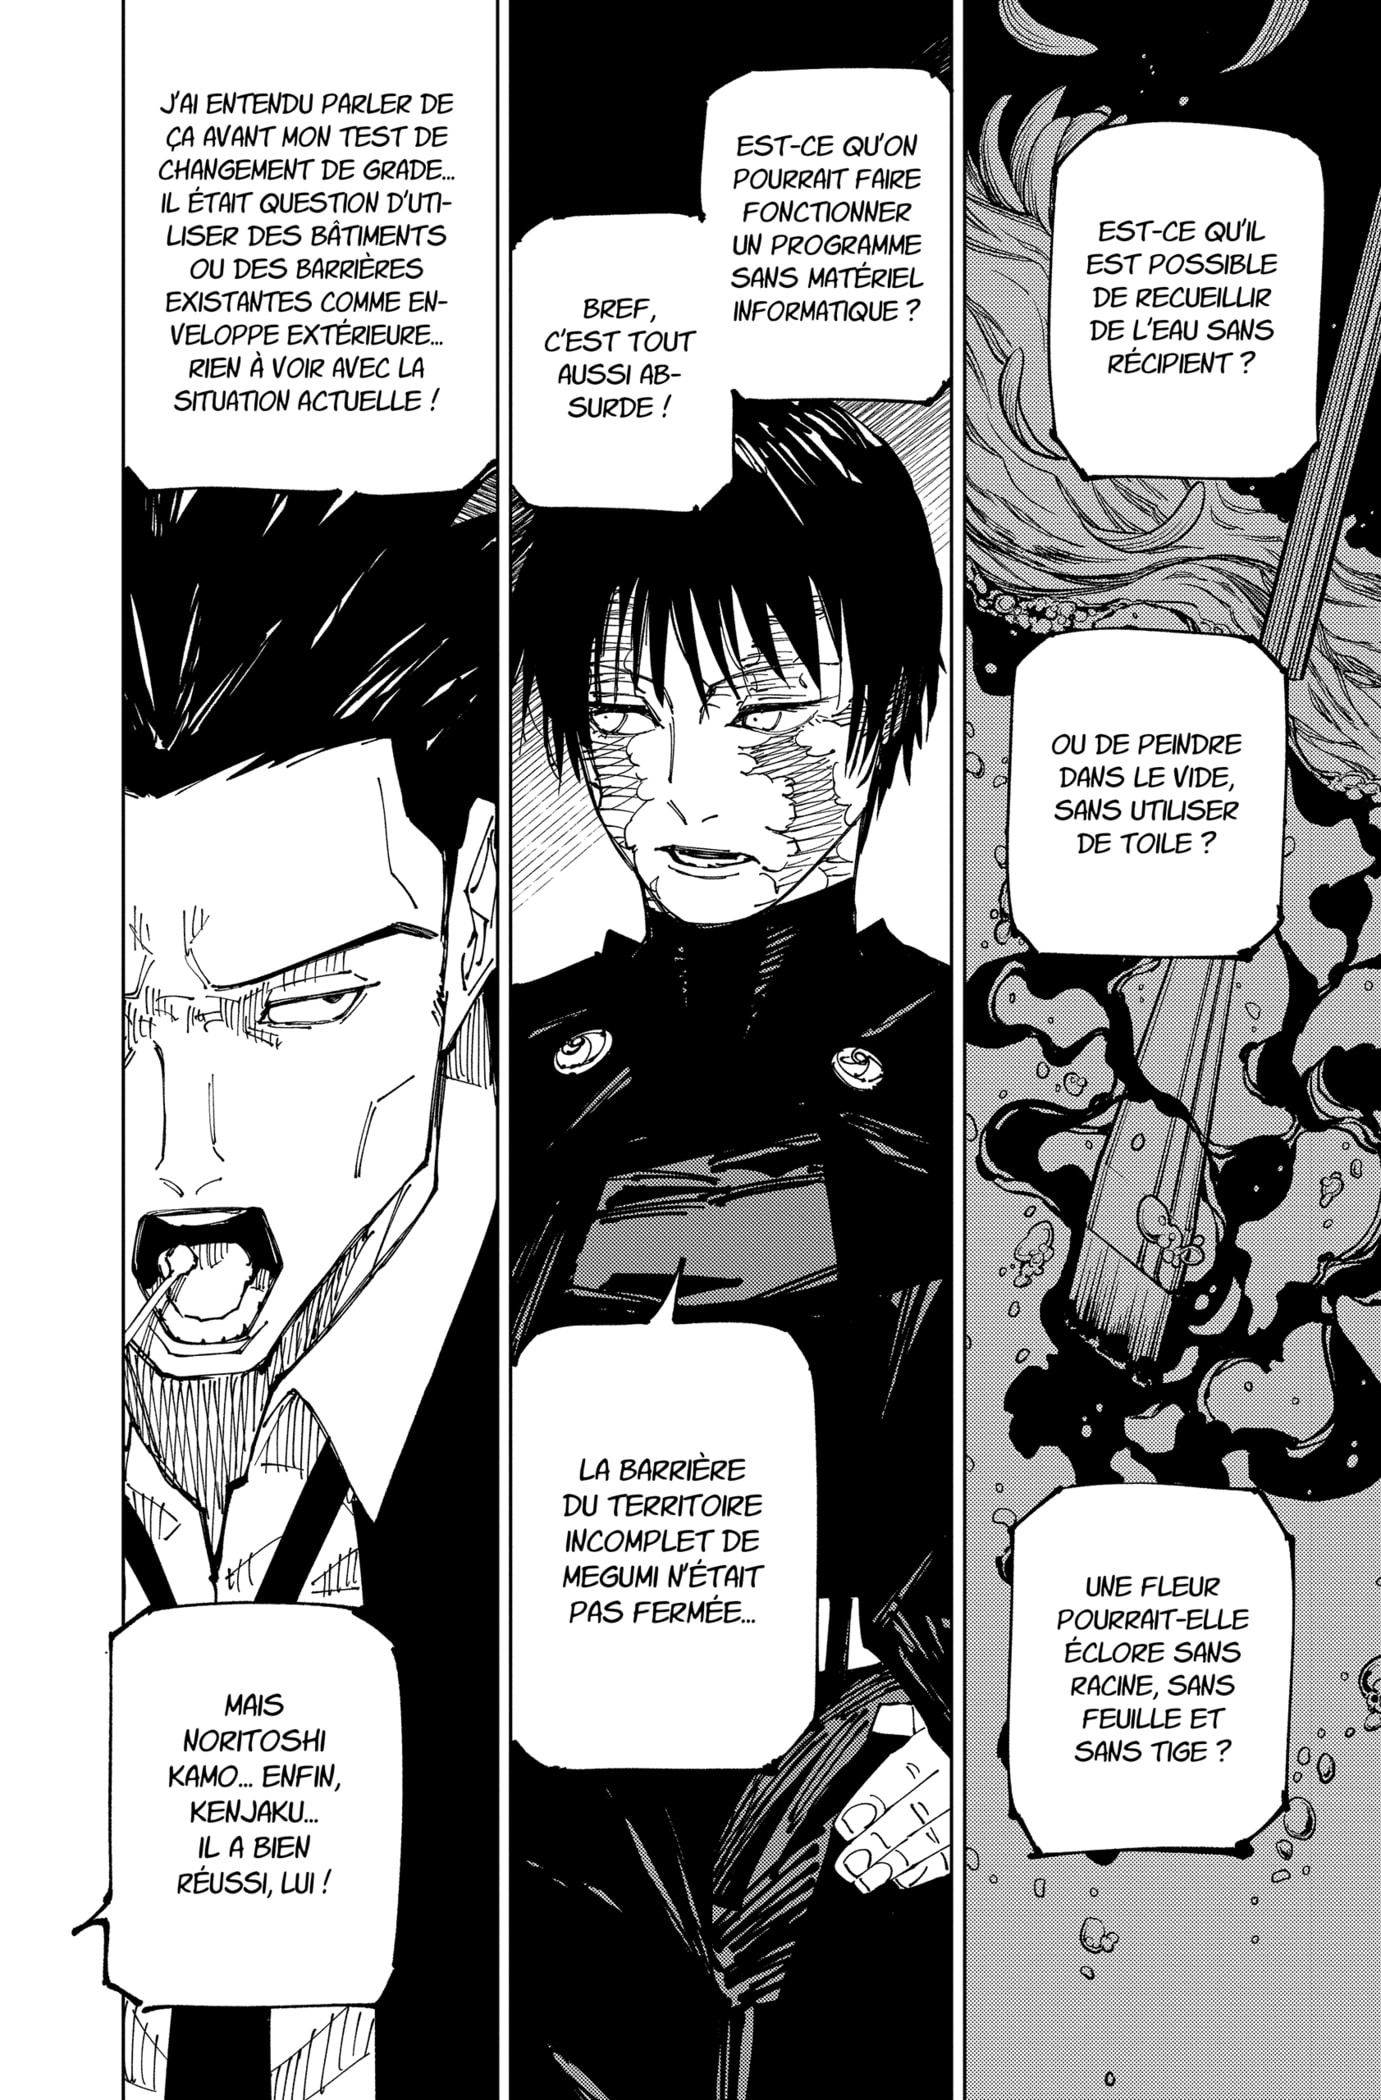 EST-CE QU'IL
EST POSSIBLE
DE RECUEILLIR
DE L'EAU SANS
RÉCIPIENT ?
OU DE PEINDRE
DANS LE VIDE,
SANS UTILISER
DE TOILE ?
UNE FLEUR
POURRAIT-ELLE
ÉCLORE SANS
RACINE, SANS
FEUILLE ET
SANS TIGE ?
EST-CE QU'ON
POURRAIT FAIRE
FONCTIONNER
UN PROGRAMME
SANS MATÉRIEL
INFORMATIQUE ?
BREF,
C'EST TOUT
AUSSI AB-
SURDE !
LA BARRIÈRE
DU TERRITOIRE
INCOMPLET DE
MEGUMI N'ÉTAIT
PAS FERMÉE...
J'AI ENTENDU PARLER DE
ÇA AVANT MON TEST DE
CHANGEMENT DE GRADE...
IL ÉTAIT QUESTION D'UTI-
LISER DES BÂTIMENTS
OU DES BARRIÈRES
EXISTANTES COMME EN-
VELOPPE EXTÉRIEURE...
RIEN À VOIR AVEC LA
SITUATION ACTUELLE !
MAIS
NORITOSHI
KAMO... ENFIN,
KENJAKU...
IL A BIEN
RÉUSSI, LUI !